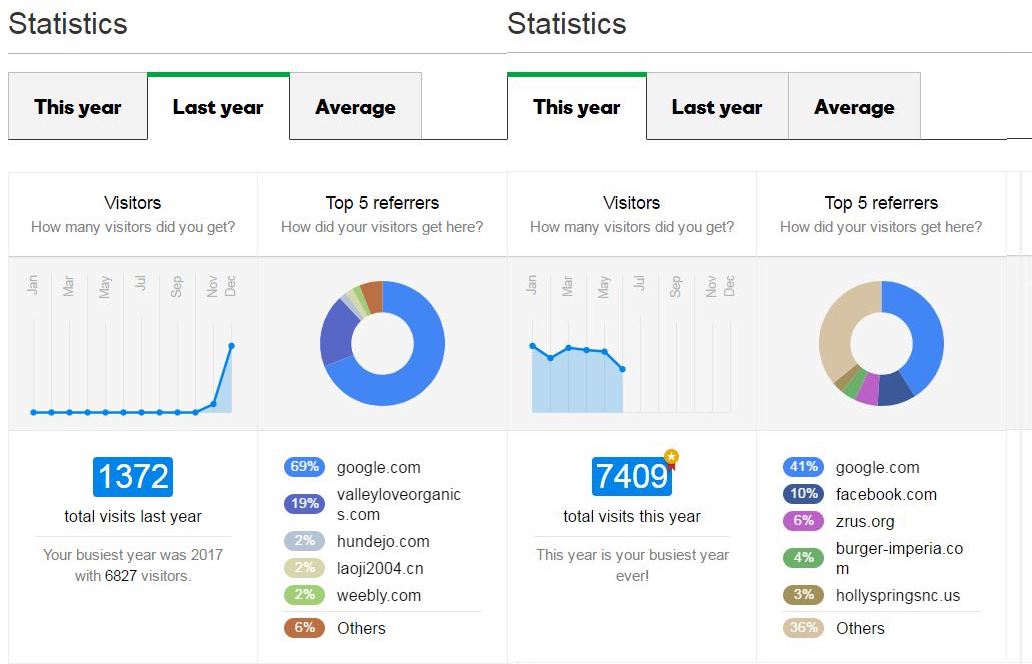 Statistics
This year
Last year
Average
Visitors
How many visitors did you get?
Top 5 referrers
How did your visitors get here?
Jan
Mar
May
Jul
Sep
Nov
Dec
1372
total visits last year
Your busiest year was 2017
with 6827 visitors.
69% google.com
19% valleyloveorganic
s.com
2% hundejo.com
2% laoji2004.cn
2% weebly.com
6% Others
Statistics
This year
Last year
Average
Visitors
How many visitors did you get?
Top 5 referrers
How did your visitors get here?
Jan
Mar
May
Jul
Sep
Nov
Dec
7409
total visits this year
This year is your busiest year
ever!
41% google.com
10% facebook.com
6% zrus.org
4% burger-imperia.co
m
3% hollyspringsnc.us
36% Others